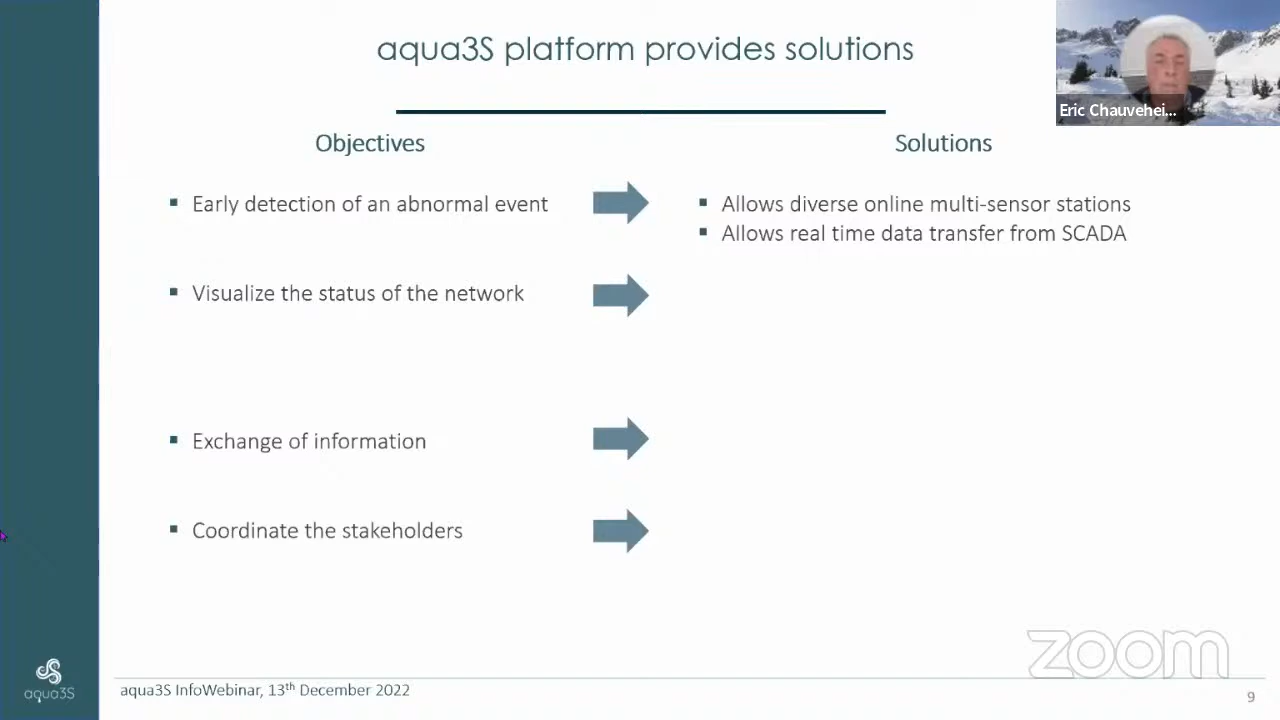 aqua3S platform provides solutions
Eric Chauvehei...
Objectives
Solutions
▪ Early detection of an abnormal event
▪ Allows diverse online multi-sensor stations
▪ Allows real time data transfer from SCADA
▪ Visualize the status of the network
▪ Exchange of information
▪ Coordinate the stakeholders
zoom
aqua3S
aqua3S InfoWebinar, 13th December 2022
9